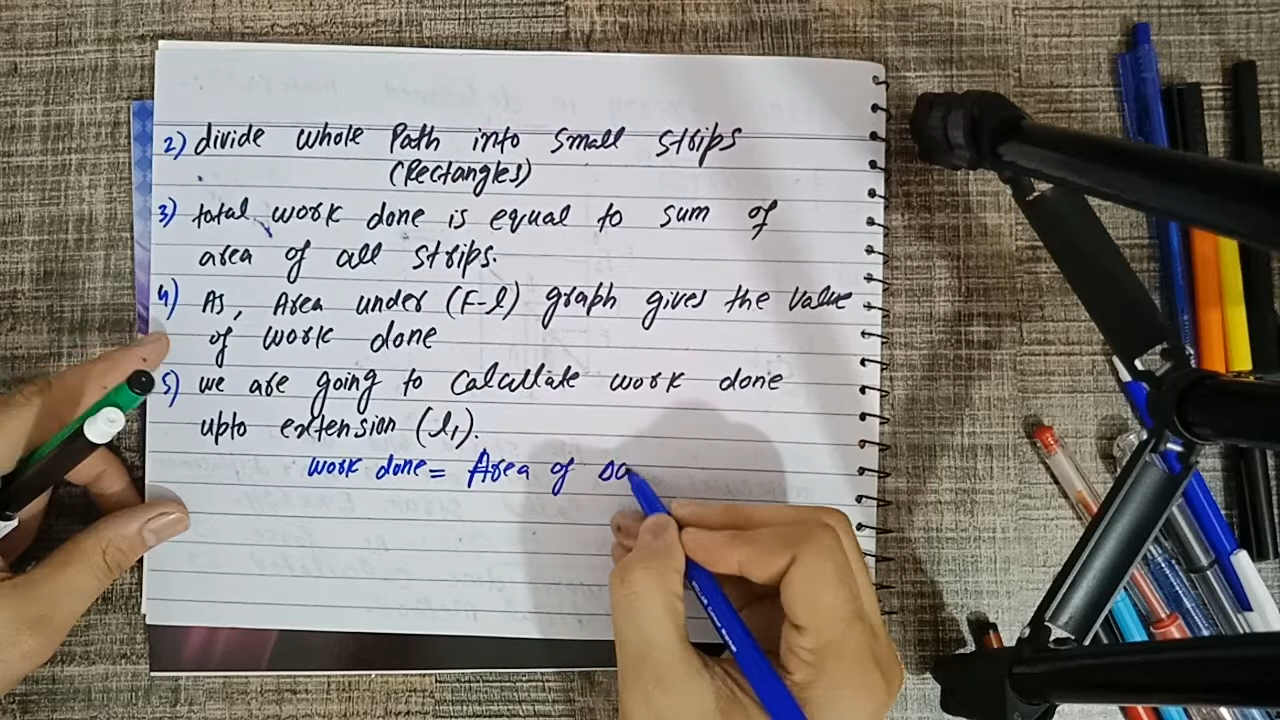 2) divide whole Path into small strips
(Rectangles)
3) total work done is equal to sum of
area of all strips.
4) As, Area under (F-l) graph gives the value
of work done
5) we are going to Calcullate work done
upto extension (l₁).
work done = Area of